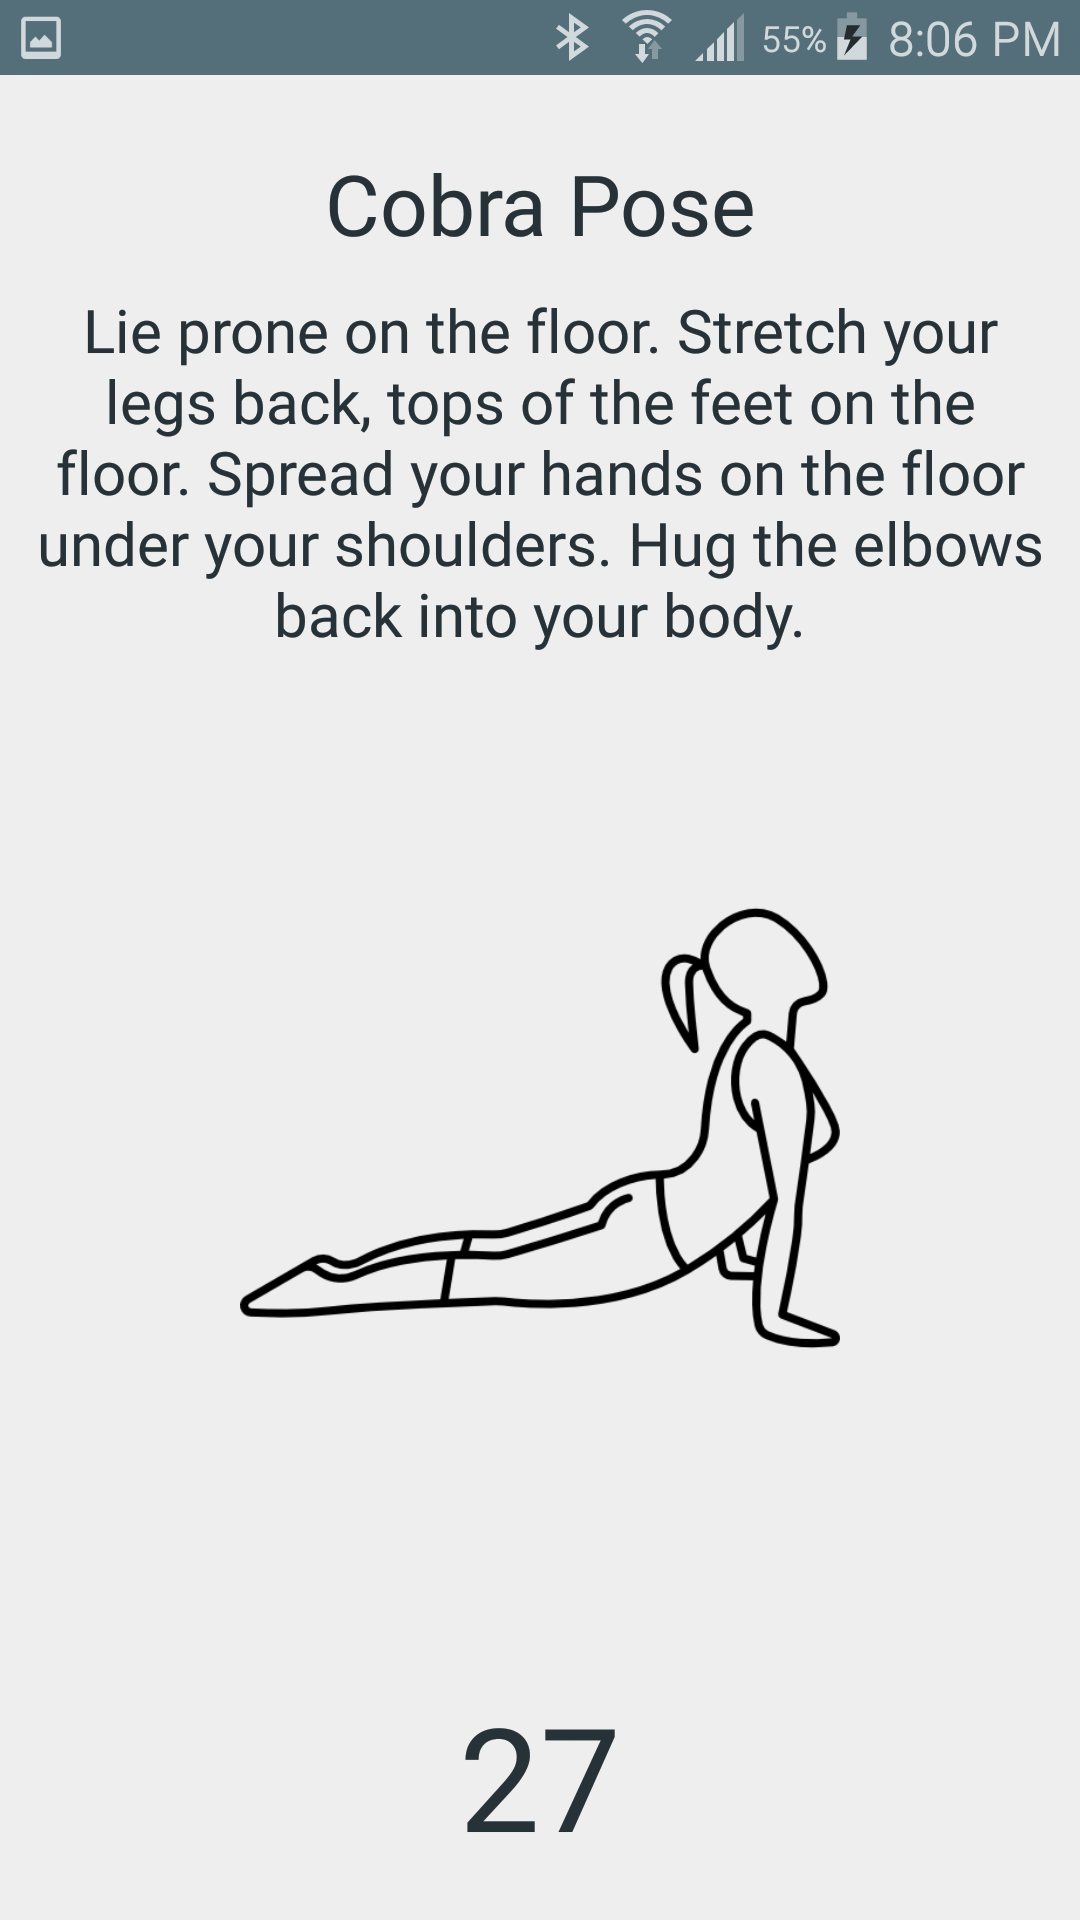 55% 8:06 PM
Cobra Pose
Lie prone on the floor. Stretch your
legs back, tops of the feet on the
floor. Spread your hands on the floor
under your shoulders. Hug the elbows
back into your body.
27